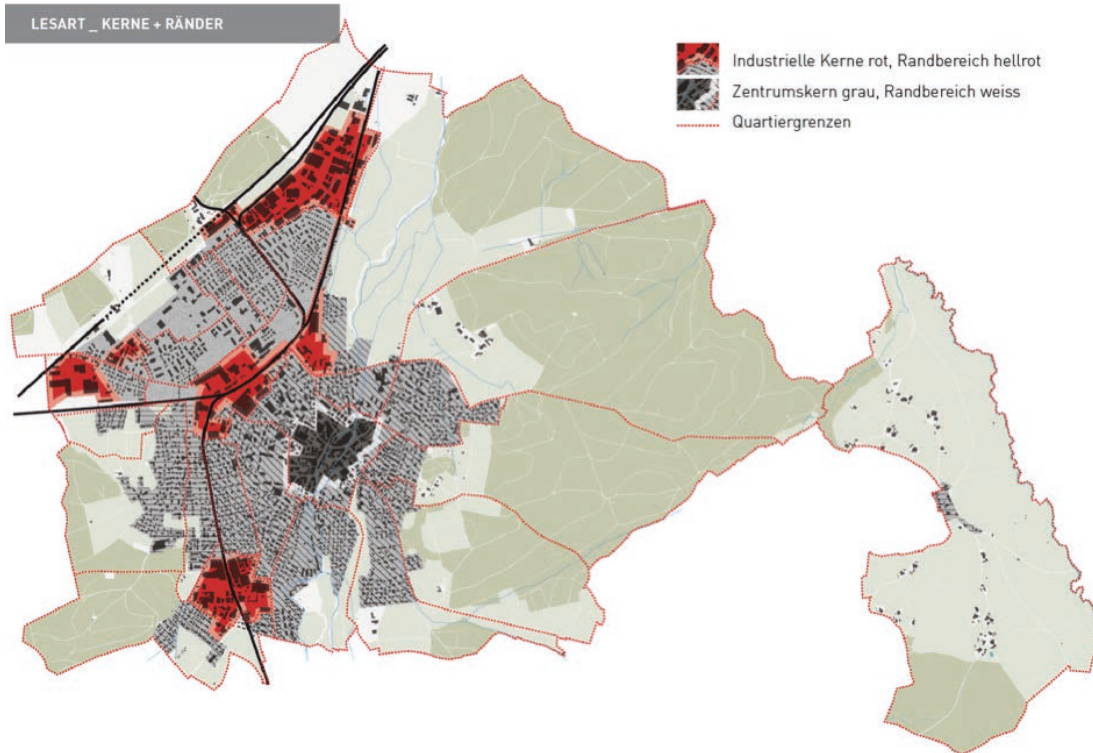 LESART _ KERNE + RÄNDER
Industrielle Kerne rot, Randbereich hellrot
Zentrumskern grau, Randbereich weiss
Quartiergrenzen